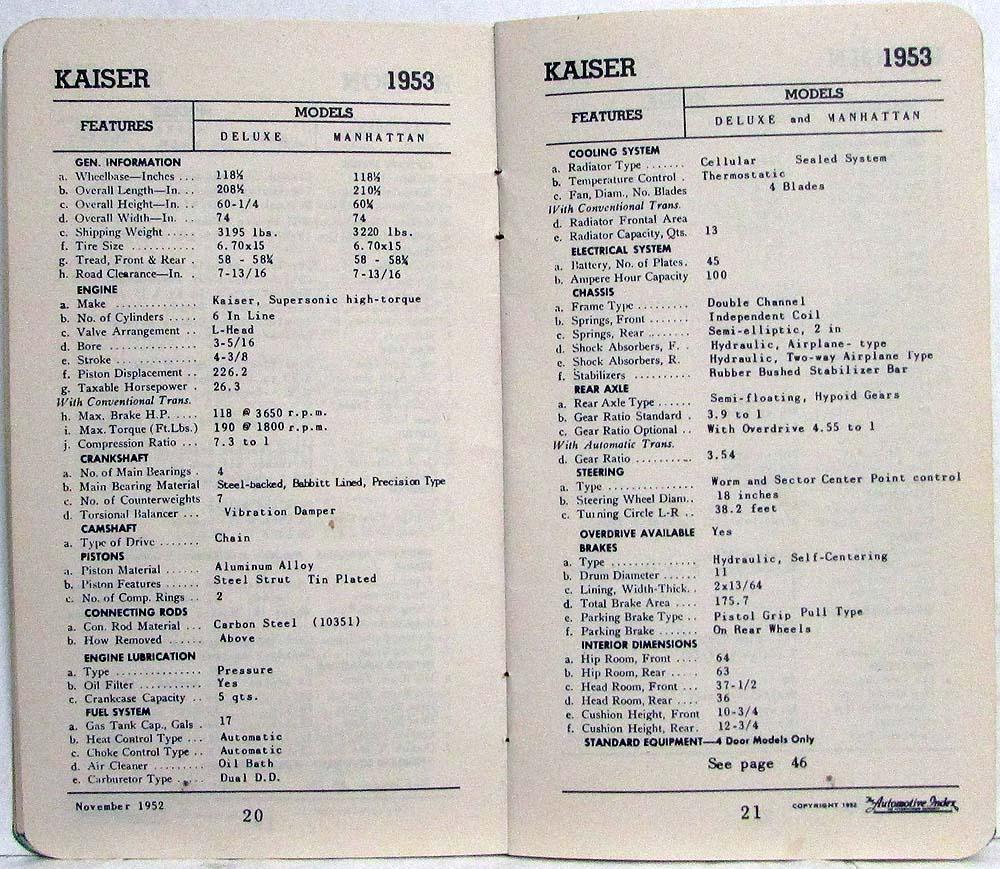 KAISER 1953
FEATURES
MODELS
DELUXE MANHATTAN
GEN. INFORMATION
a. Wheelbase—Inches ... 118½ 118½
b. Overall Length—In. .. 208½ 210½
c. Overall Height—In. .. 60-1/4 60¼
d. Overall Width—In. .. 74 74
e. Shipping Weight ..... 3195 lbs. 3220 lbs.
f. Tire Size .......... 6.70x15 6.70x15
g. Tread, Front & Rear . 58 - 58¾ 58 - 58¾
h. Road Clearance—In. . 7-13/16 7-13/16
ENGINE
a. Make .............. Kaiser, Supersonic high-torque
b. No. of Cylinders ..... 6 In Line
c. Valve Arrangement .. L-Head
d. Bore ............... 3-5/16
e. Stroke .............. 4-3/8
f. Piston Displacement .. 226.2
g. Taxable Horsepower . 26.3
With Conventional Trans.
h. Max. Brake H.P. .... 118 @ 3650 r.p.m.
i. Max. Torque (Ft.Lbs.) 190 @ 1800 r.p.m.
j. Compression Ratio ... 7.3 to 1
CRANKSHAFT
a. No. of Main Bearings . 4
b. Main Bearing Material Steel-backed, Babbitt Lined, Precision Type
c. No. of Counterweights 7
d. Torsional Balancer ... Vibration Damper
CAMSHAFT
a. Type of Drive ....... Chain
PISTONS
a. Piston Material ...... Aluminum Alloy
b. Piston Features ...... Steel Strut Tin Plated
c. No. of Comp. Rings .. 2
CONNECTING RODS
a. Con. Rod Material ... Carbon Steel (10351)
b. How Removed ...... Above
ENGINE LUBRICATION
a. Type ............... Pressure
b. Oil Filter ........... Yes
c. Crankcase Capacity .. 5 qts.
FUEL SYSTEM
a. Gas Tank Cap., Gals . 17
b. Heat Control Type ... Automatic
c. Choke Control Type .. Automatic
d. Air Cleaner ......... Oil Bath
e. Carburetor Type ..... Dual D.D.
November 1952
20
KAISER 1953
FEATURES
MODELS
DELUXE and MANHATTAN
COOLING SYSTEM
a. Radiator Type ....... Cellular Sealed System
b. Temperature Control . Thermostatic
c. Fan, Diam., No. Blades 4 Blades
With Conventional Trans.
d. Radiator Frontal Area
e. Radiator Capacity, Qts. 13
ELECTRICAL SYSTEM
a. Battery, No. of Plates. 45
b. Ampere Hour Capacity 100
CHASSIS
a. Frame Type ......... Double Channel
b. Springs, Front ....... Independent Coil
c. Springs, Rear ........ Semi-elliptic, 2 in
d. Shock Absorbers, F. . Hydraulic, Airplane- type
e. Shock Absorbers, R. Hydraulic, Two-way Airplane Type
f. Stabilizers .......... Rubber Bushed Stabilizer Bar
REAR AXLE
a. Rear Axle Type ...... Semi-floating, Hypoid Gears
b. Gear Ratio Standard . 3.9 to 1
c. Gear Ratio Optional .. With Overdrive 4.55 to 1
With Automatic Trans.
d. Gear Ratio .......... 3.54
STEERING
a. Type ............... Worm and Sector Center Point control
b. Steering Wheel Diam.. 18 inches
c. Turning Circle L-R .. 38.2 feet
OVERDRIVE AVAILABLE Yes
BRAKES
a. Type ............... Hydraulic, Self-Centering
b. Drum Diameter ...... 11
c. Lining, Width-Thick.. 2x13/64
d. Total Brake Area .... 175.7
e. Parking Brake Type .. Pistol Grip Pull Type
f. Parking Brake ....... On Rear Wheels
INTERIOR DIMENSIONS
a. Hip Room, Front .... 64
b. Hip Room, Rear ..... 63
c. Head Room, Front ... 37-1/2
d. Head Room, Rear .... 36
e. Cushion Height, Front 10-3/4
f. Cushion Height, Rear. 12-3/4
STANDARD EQUIPMENT—4 Door Models Only
See page 46
21
COPYRIGHT 1952 The Automotive Index